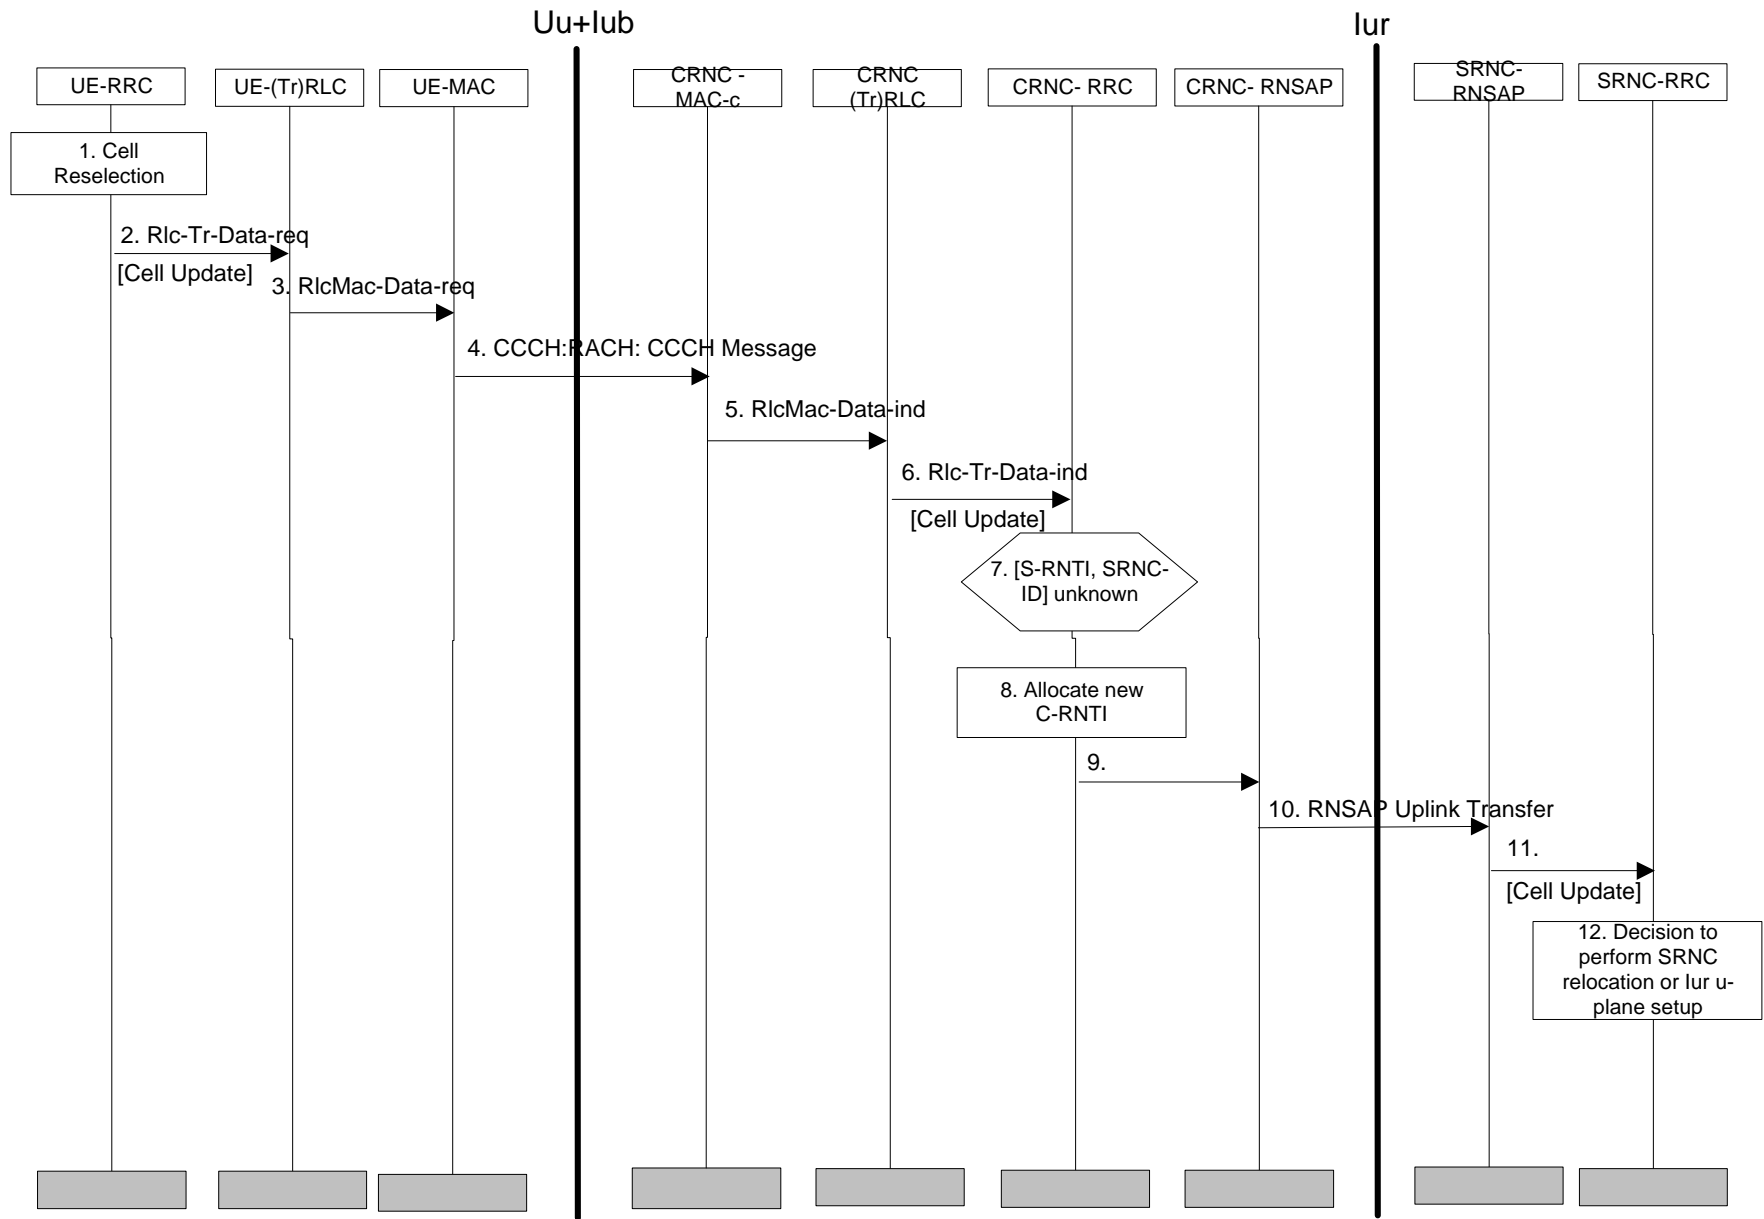 Uu+Iub
Iur
UE-RRC
UE-(Tr)RLC
UE-MAC
CRNC -
MAC-c
CRNC
(Tr)RLC
CRNC- RRC
CRNC- RNSAP
SRNC-
RNSAP
SRNC-RRC
1. Cell
Reselection
2. Rlc-Tr-Data-req
[Cell Update]
3. RlcMac-Data-req
4. CCCH:RACH: CCCH Message
5. RlcMac-Data-ind
6. Rlc-Tr-Data-ind
[Cell Update]
7. [S-RNTI, SRNC-
ID] unknown
8. Allocate new
C-RNTI
9.
10. RNSAP Uplink Transfer
11.
[Cell Update]
12. Decision to
perform SRNC
relocation or Iur u-
plane setup